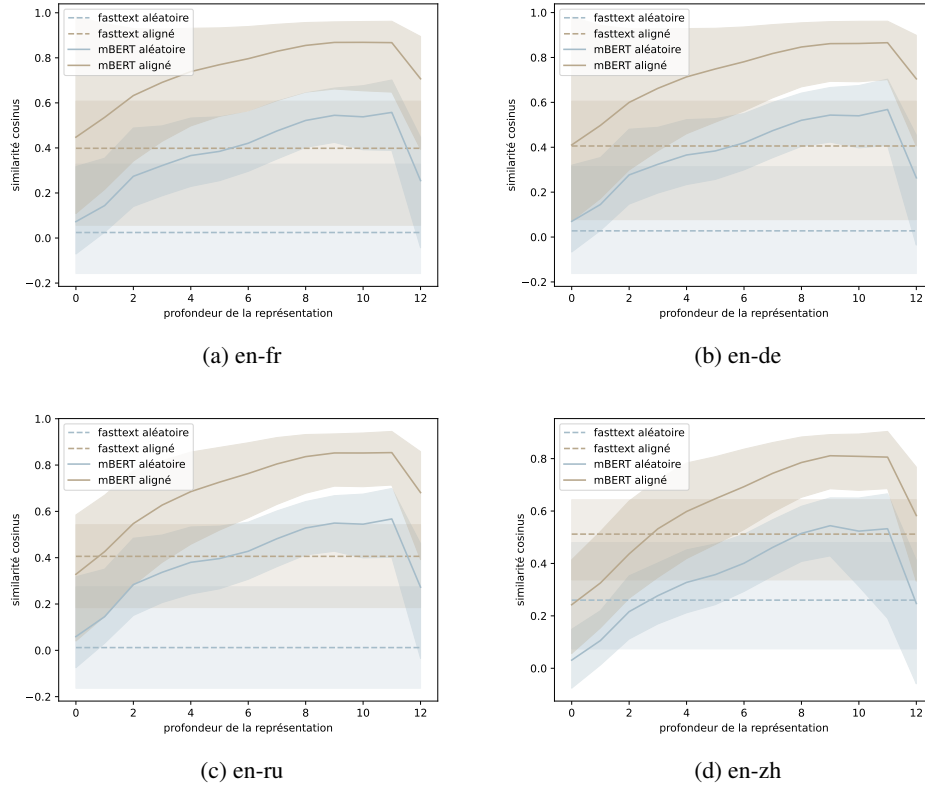 1.0
0.8
0.6
0.4
0.2
0.0
−0.2
similarité cosinus
fasttext aléatoire
fasttext aligné
mBERT aléatoire
mBERT aligné
0 2 4 6 8 10 12
profondeur de la représentation
(a) en-fr
1.0
0.8
0.6
0.4
0.2
0.0
−0.2
similarité cosinus
fasttext aléatoire
fasttext aligné
mBERT aléatoire
mBERT aligné
0 2 4 6 8 10 12
profondeur de la représentation
(b) en-de
1.0
0.8
0.6
0.4
0.2
0.0
−0.2
similarité cosinus
fasttext aléatoire
fasttext aligné
mBERT aléatoire
mBERT aligné
0 2 4 6 8 10 12
profondeur de la représentation
(c) en-ru
0.8
0.6
0.4
0.2
0.0
similarité cosinus
fasttext aléatoire
fasttext aligné
mBERT aléatoire
mBERT aligné
0 2 4 6 8 10 12
profondeur de la représentation
(d) en-zh